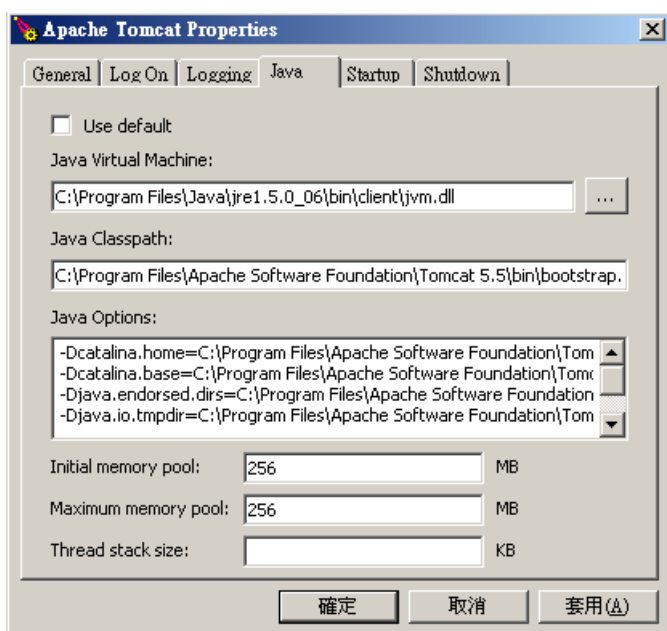 Apache Tomcat Properties
General Log On Logging Java Startup Shutdown
Use default
Java Virtual Machine:
C:\Program Files\Java\jre1.5.0_06\bin\client\jvm.dll
...
Java Classpath:
C:\Program Files\Apache Software Foundation\Tomcat 5.5\bin\bootstrap.
Java Options:
-Dcatalina.home=C:\Program Files\Apache Software Foundation\Tom
-Dcatalina.base=C:\Program Files\Apache Software Foundation\Tomc
-Djava.endorsed.dirs=C:\Program Files\Apache Software Foundation
-Djava.io.tmpdir=C:\Program Files\Apache Software Foundation\Tom
Initial memory pool: 256 MB
Maximum memory pool: 256 MB
Thread stack size: KB
確定 取消 套用(A)